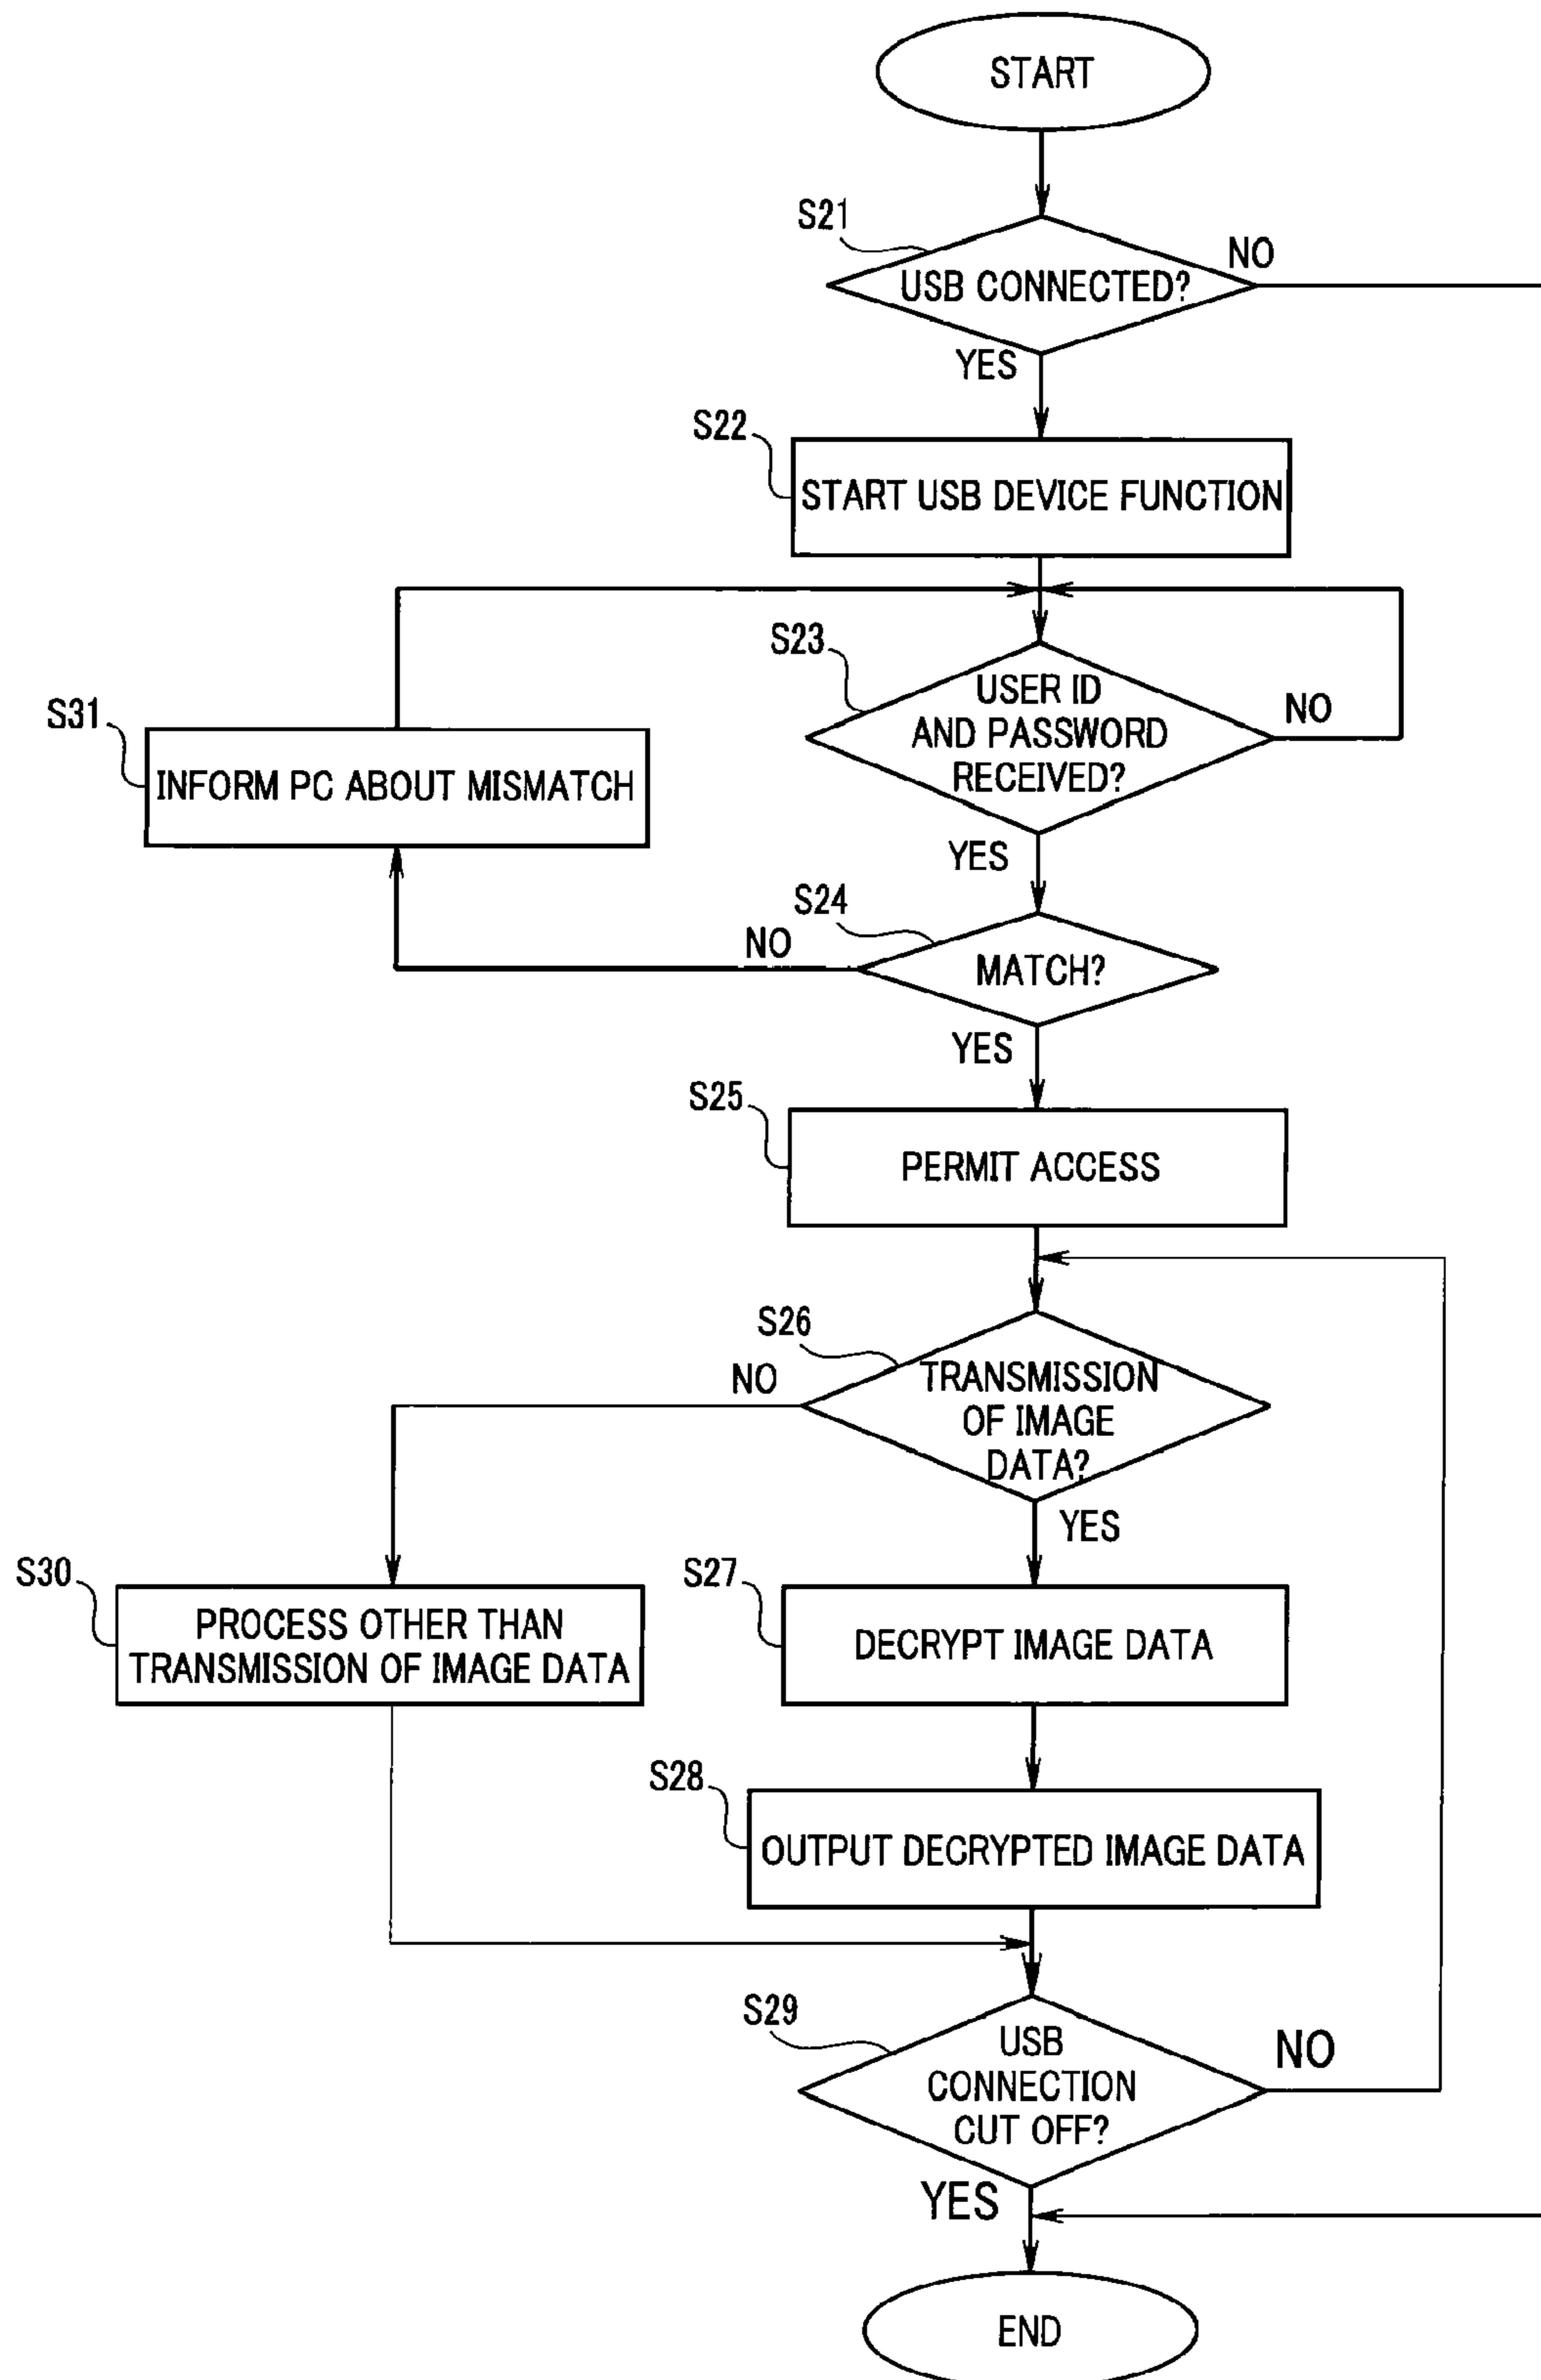 START
S21
USB CONNECTED?
NO
YES
S22
START USB DEVICE FUNCTION
S23
USER ID
AND PASSWORD
RECEIVED?
NO
S31
INFORM PC ABOUT MISMATCH
YES
S24
NO
MATCH?
YES
S25
PERMIT ACCESS
S26
NO
TRANSMISSION
OF IMAGE
DATA?
YES
S30
PROCESS OTHER THAN
TRANSMISSION OF IMAGE DATA
S27
DECRYPT IMAGE DATA
S28
OUTPUT DECRYPTED IMAGE DATA
S29
USB
CONNECTION
CUT OFF?
NO
YES
END